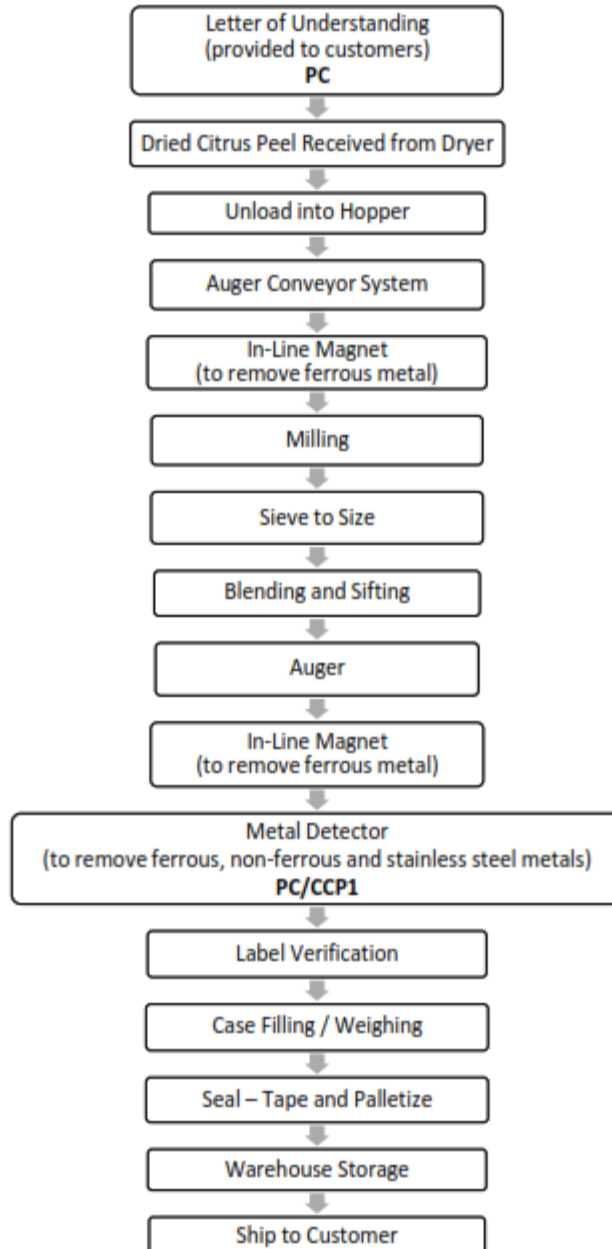 Letter of Understanding
(provided to customers)
PC
Dried Citrus Peel Received from Dryer
Unload into Hopper
Auger Conveyor System
In-Line Magnet
(to remove ferrous metal)
Milling
Sieve to Size
Blending and Sifting
Auger
In-Line Magnet
(to remove ferrous metal)
Metal Detector
(to remove ferrous, non-ferrous and stainless steel metals)
PC/CCP1
Label Verification
Case Filling / Weighing
Seal – Tape and Palletize
Warehouse Storage
Ship to Customer